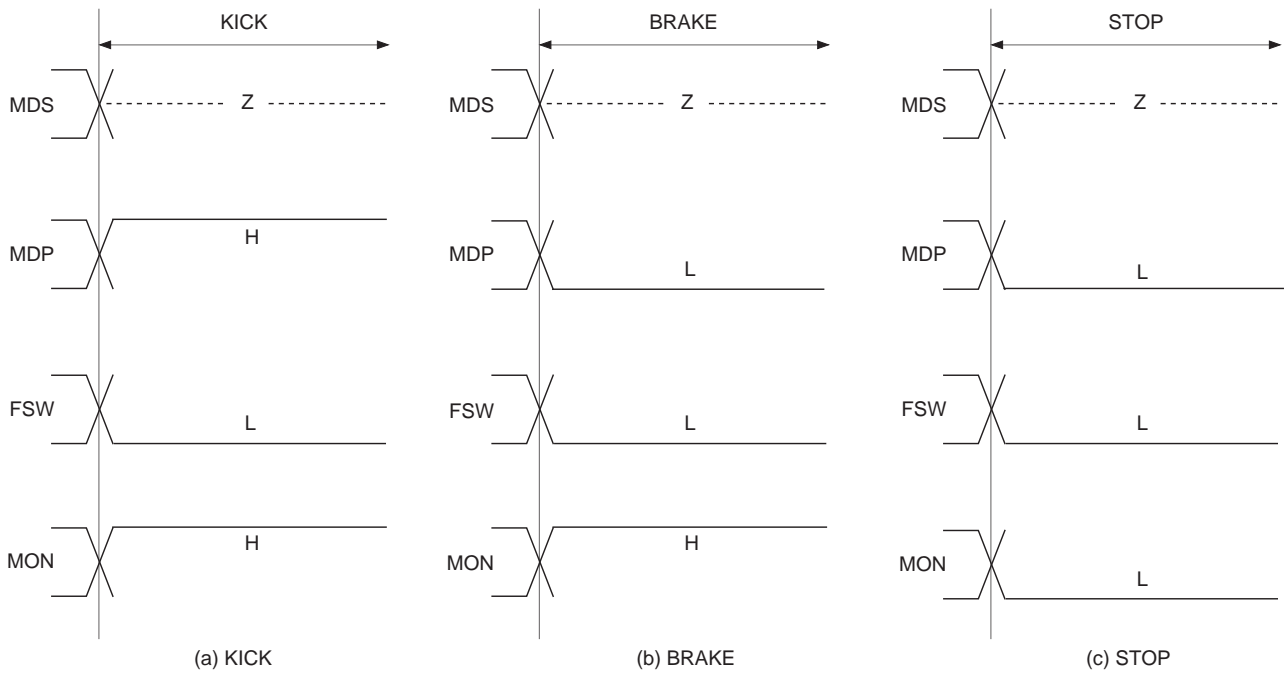 KICK
MDS
Z
MDP
H
FSW
L
MON
H
(a) KICK
BRAKE
MDS
Z
MDP
L
FSW
L
MON
H
(b) BRAKE
STOP
MDS
Z
MDP
L
FSW
L
MON
L
(c) STOP